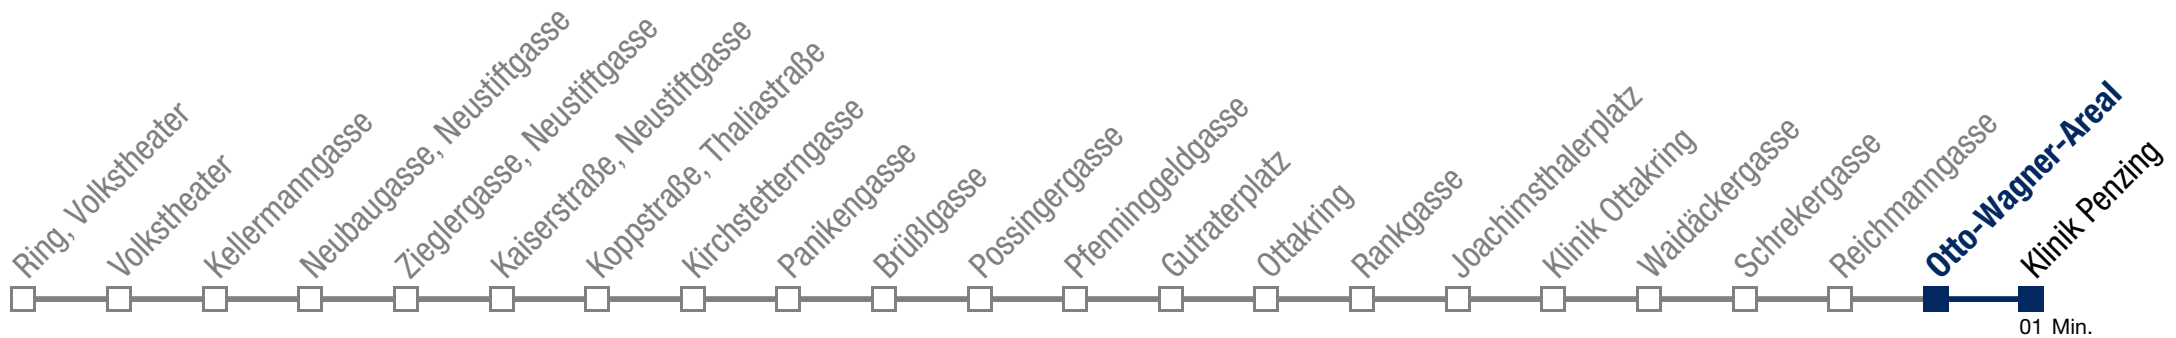 Ring, Volkstheater
Volkstheater
Kellermanngasse
Neubaugasse, Neustiftgasse
Zieglergasse, Neustiftgasse
Kaiserstraße, Neustiftgasse
Koppstraße, Thaliastraße
Kirchstetterngasse
Panikengasse
Brüßlgasse
Possingergasse
Pfenninggeldgasse
Gutraterplatz
Ottakring
Rankgasse
Joachimsthalerplatz
Klinik Ottakring
Waidäckergasse
Schrekergasse
Reichmanngasse
Otto-Wagner-Areal
Klinik Penzing
01 Min.